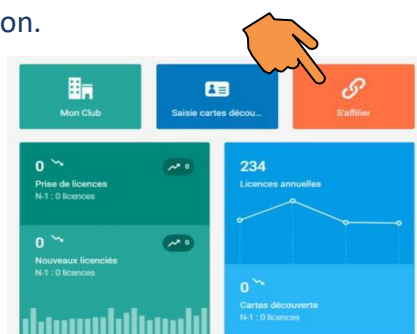 on.
Mon Club
Saisie cartes décou...
S'affilier
0
0
Prise de licences
N-1 : 0 licences
0
0
Nouveaux licenciés
N-1 : 0 licences
234
Licences annuelles
0
Cartes découverte
N-1 : 0 licences